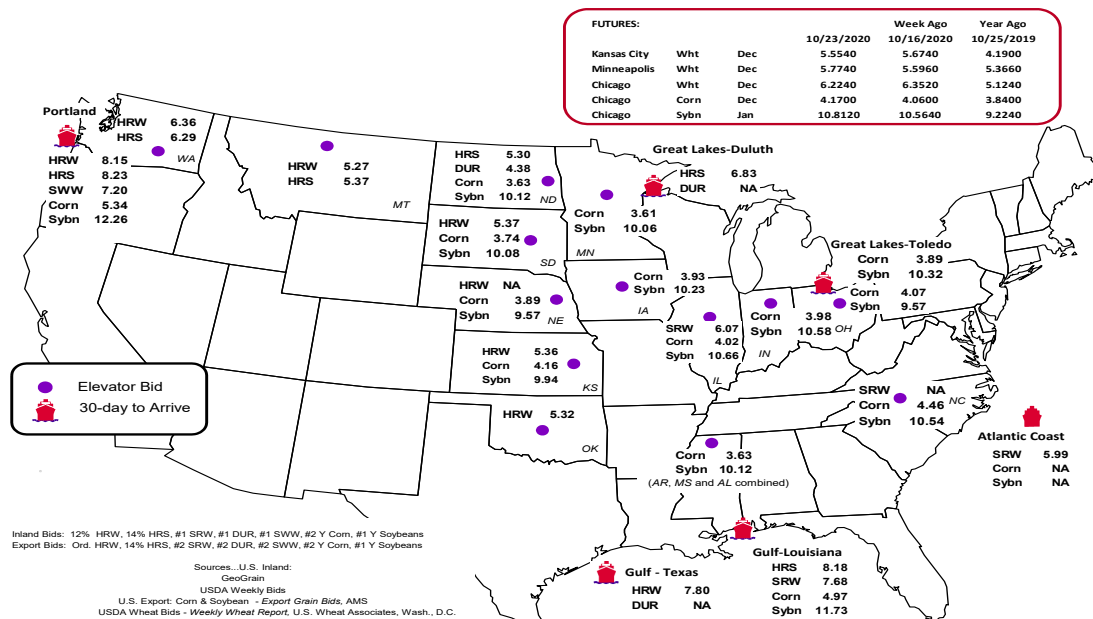 FUTURES: Week Ago Year Ago
10/23/2020 10/16/2020 10/25/2019
Kansas City Wht Dec 5.5540 5.6740 4.1900
Minneapolis Wht Dec 5.7740 5.5960 5.3660
Chicago Wht Dec 6.2240 6.3520 5.1240
Chicago Corn Dec 4.1700 4.0600 3.8400
Chicago Sybn Jan 10.8120 10.5640 9.2240
Portland
HRW 8.15
HRS 8.23
SWW 7.20
Corn 5.34
Sybn 12.26
HRW 6.36
HRS 6.29
WA
HRW 5.27
HRS 5.37
MT
HRS 5.30
DUR 4.38
Corn 3.63
Sybn 10.12
ND
HRW 5.37
Corn 3.74
Sybn 10.08
SD
HRW NA
Corn 3.89
Sybn 9.57
NE
HRW 5.36
Corn 4.16
Sybn 9.94
KS
HRW 5.32
OK
Great Lakes-Duluth
HRS 6.83
DUR NA
Corn 3.61
Sybn 10.06
MN
Corn 3.93
Sybn 10.23
IA
SRW 6.07
Corn 4.02
Sybn 10.66
IL
Great Lakes-Toledo
Corn 3.89
Sybn 10.32
Corn 4.07
Sybn 9.57
OH
Corn 3.98
Sybn 10.58
IN
SRW NA
Corn 4.46
Sybn 10.54
NC
Atlantic Coast
SRW 5.99
Corn NA
Sybn NA
Corn 3.63
Sybn 10.12
(AR, MS and AL combined)
Gulf-Louisiana
HRS 8.18
SRW 7.68
Corn 4.97
Sybn 11.73
Gulf - Texas
HRW 7.80
DUR NA
Elevator Bid
30-day to Arrive
Inland Bids: 12% HRW, 14% HRS, #1 SRW, #1 DUR, #1 SWW, #2 Y Corn, #1 Y Soybeans
Export Bids: Ord. HRW, 14% HRS, #2 SRW, #2 DUR, #2 SWW, #2 Y Corn, #1 Y Soybeans
Sources...U.S. Inland:
GeoGrain
USDA Weekly Bids
U.S. Export: Corn & Soybean - Export Grain Bids, AMS
USDA Wheat Bids - Weekly Wheat Report, U.S. Wheat Associates, Wash., D.C.